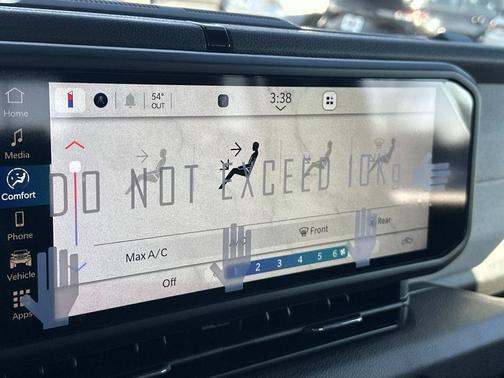 Home
Media
Comfort
Phone
Vehicle
Apps
54°
OUT
3:38
DO NOT EXCEED 10Kg
Max A/C
Front
Rear
Off
2 3 4 5 6